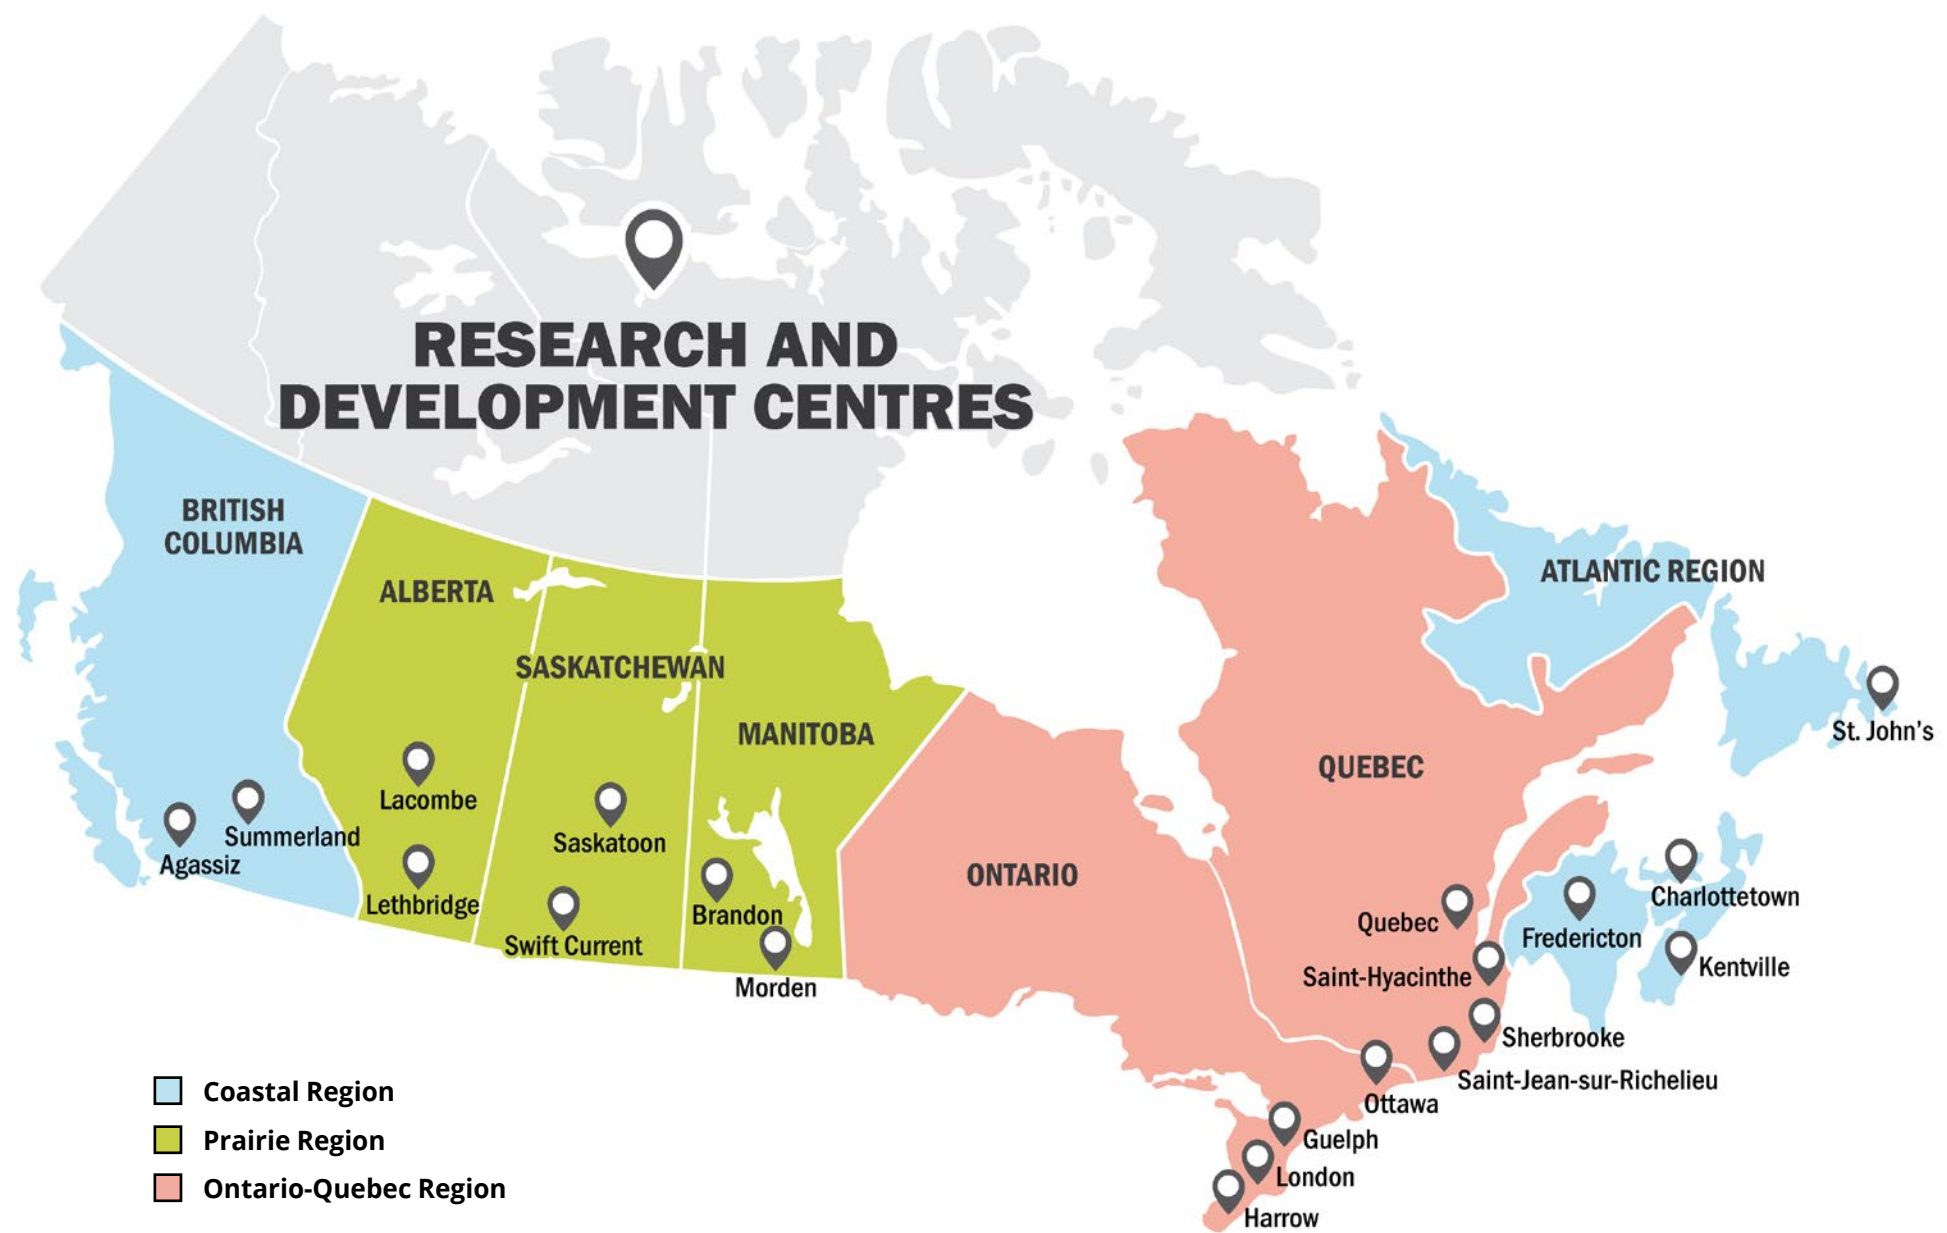 RESEARCH AND
DEVELOPMENT CENTRES
BRITISH
COLUMBIA
ALBERTA
SASKATCHEWAN
MANITOBA
ONTARIO
QUEBEC
ATLANTIC REGION
St. John's
Lacombe
Summerland
Agassiz
Lethbridge
Saskatoon
Swift Current
Brandon
Morden
Quebec
Saint-Hyacinthe
Sherbrooke
Saint-Jean-sur-Richelieu
Ottawa
Guelph
London
Harrow
Charlottetown
Fredericton
Kentville
Coastal Region
Prairie Region
Ontario-Quebec Region